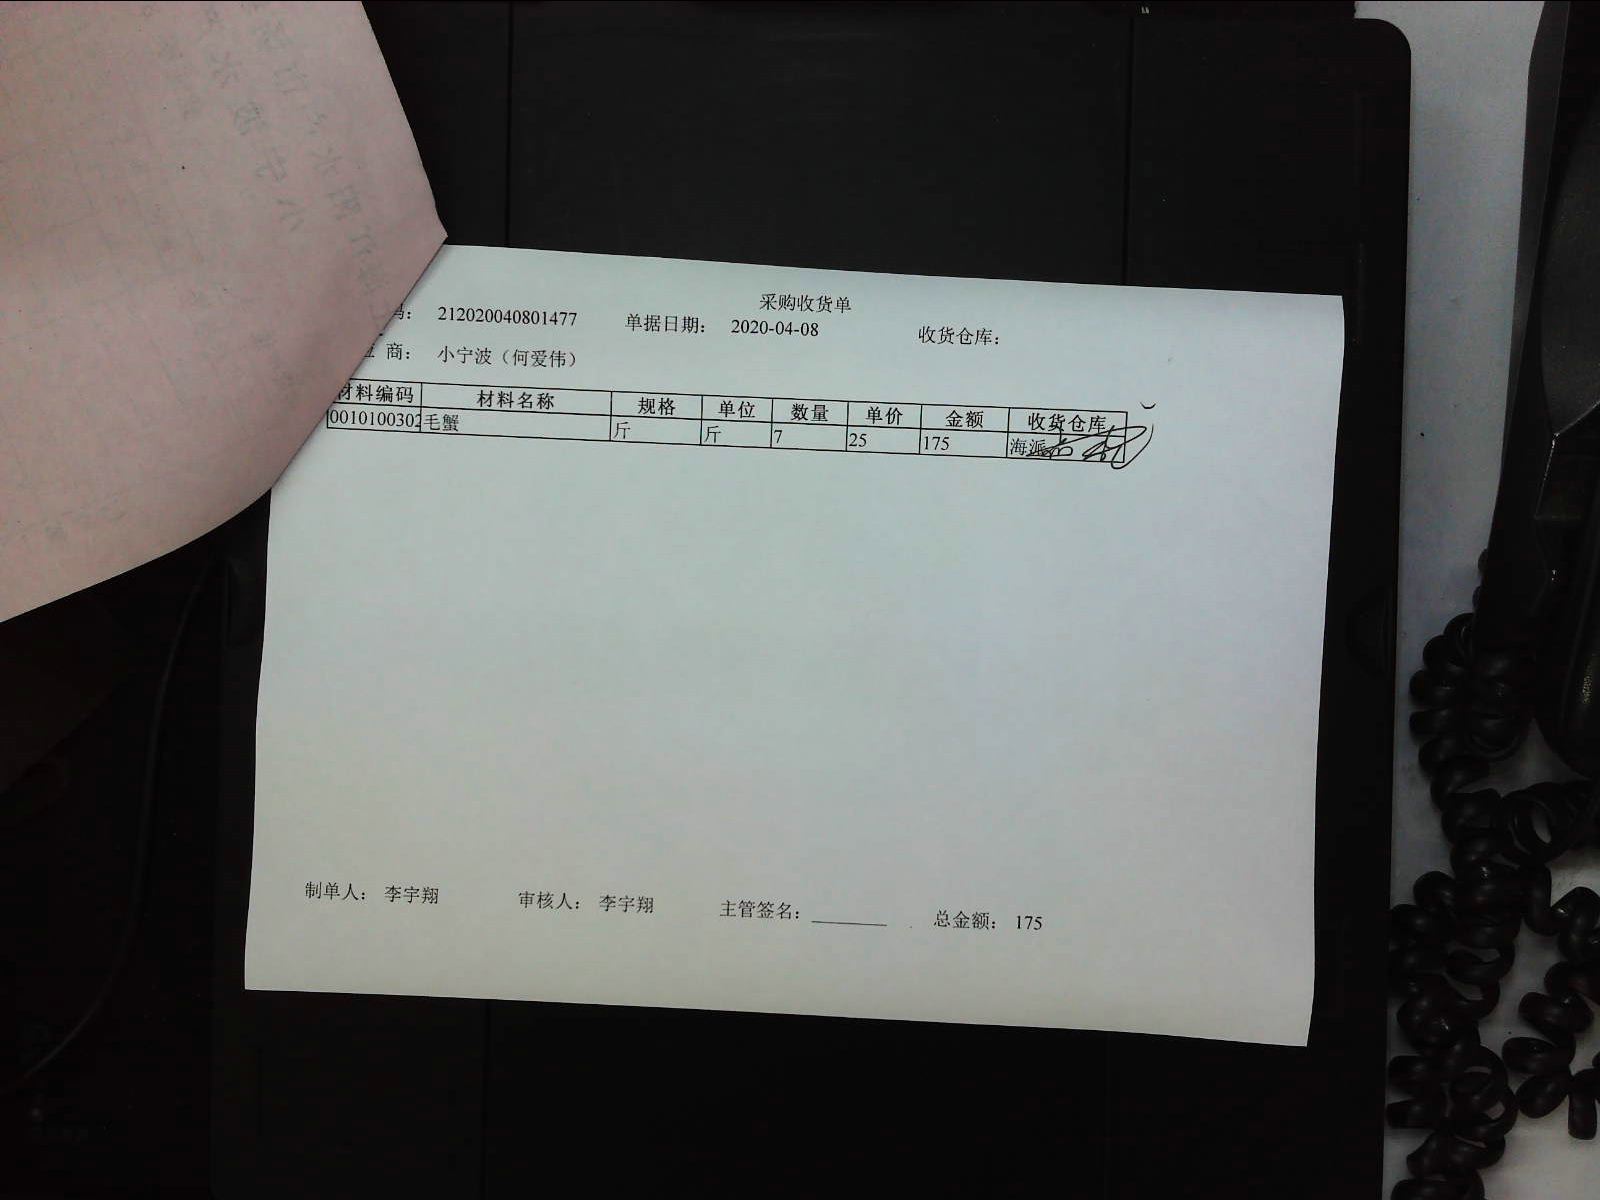 采购收货单
码： 212020040801477 单据日期： 2020-04-08 收货仓库：
应 商： 小宁波（何爱伟）
材料编码 材料名称 规格 单位 数量 单价 金额 收货仓库
0010100302 毛蟹 斤 斤 7 25 175 海派
制单人： 李宇翔 审核人： 李宇翔 主管签名： 总金额： 175